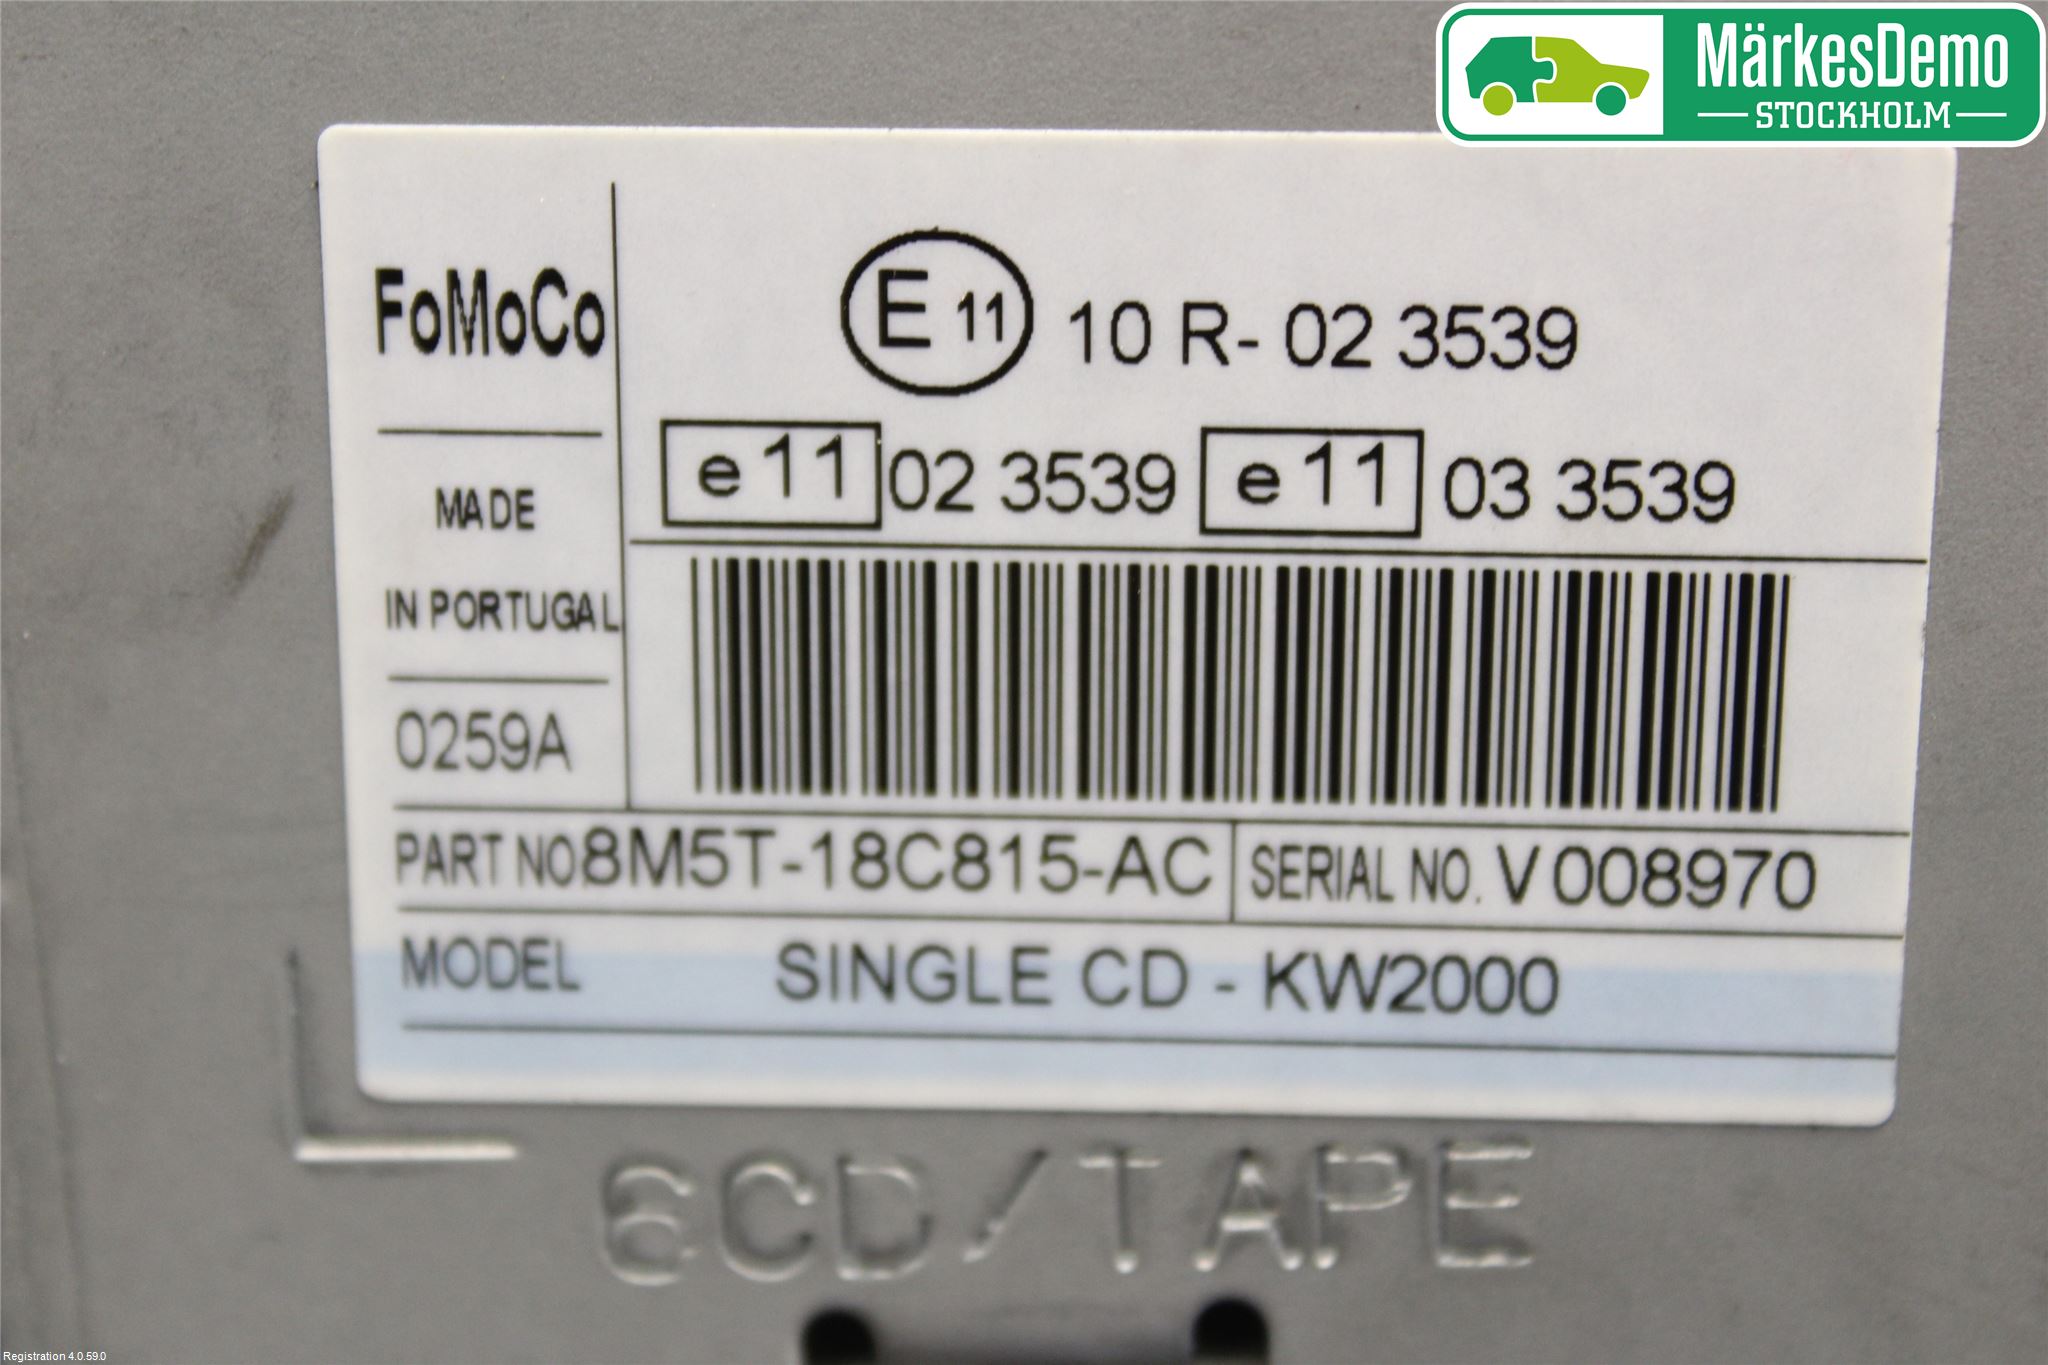 MärkesDemo
STOCKHOLM
FoMoCo
E 11 10 R- 02 3539
e 11 02 3539 e 11 03 3539
MADE
IN PORTUGAL
0259A
PART NO. 8M5T-18C815-AC SERIAL NO. V008970
MODEL SINGLE CD - KW2000
6CD/TAPE
Registration 4.0.59.0